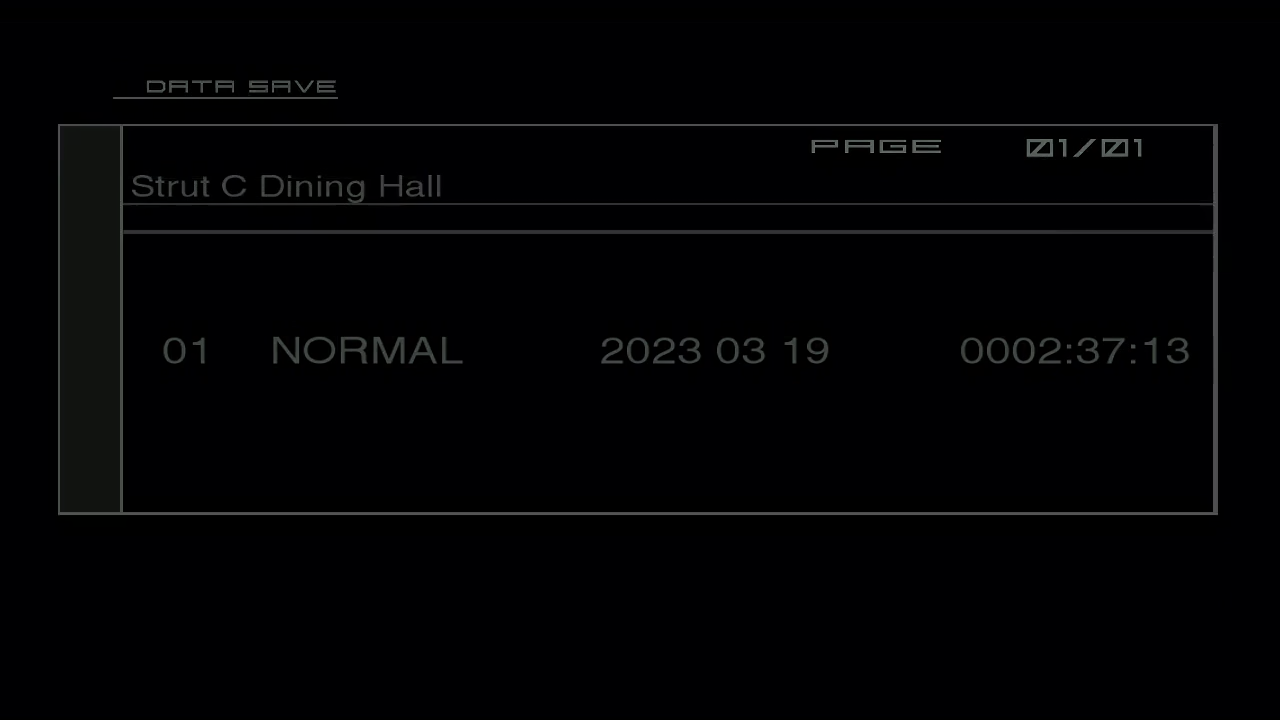 DATA SAVE
PAGE 01/01
Strut C Dining Hall
01 NORMAL 2023 03 19 0002:37:13